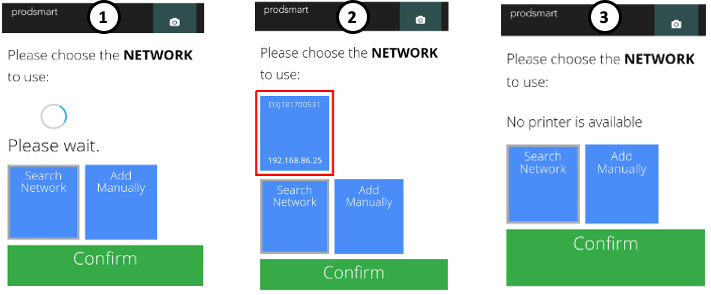 prodsmart
1
Please choose the NETWORK
to use:
Please wait.
Search
Network
Add
Manually
Confirm
prodsmart
2
Please choose the NETWORK
to use:
D3J181700531
192.168.86.25
Search
Network
Add
Manually
Confirm
prodsmart
3
Please choose the NETWORK
to use:
No printer is available
Search
Network
Add
Manually
Confirm